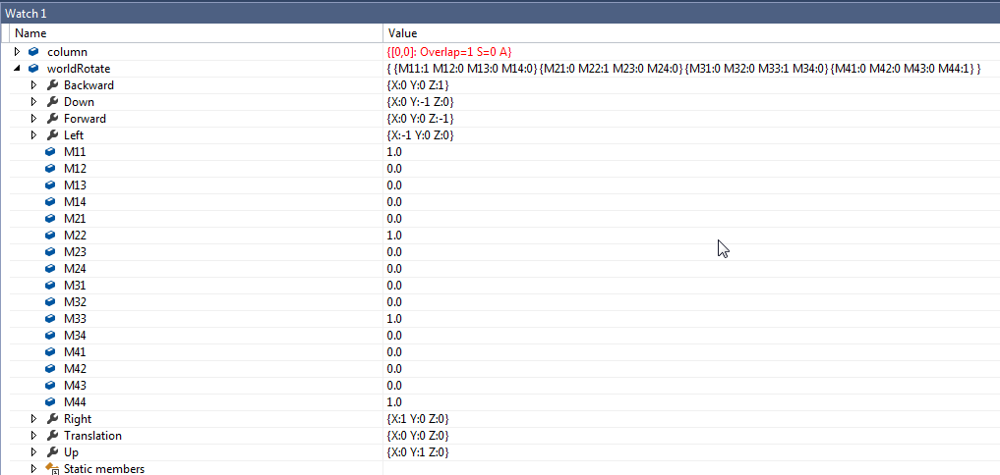 Watch 1
Name Value
column {[0,0]: Overlap=1 S=0 A}
worldRotate { {M11:1 M12:0 M13:0 M14:0} {M21:0 M22:1 M23:0 M24:0} {M31:0 M32:0 M33:1 M34:0} {M41:0 M42:0 M43:0 M44:1} }
Backward {X:0 Y:0 Z:1}
Down {X:0 Y:-1 Z:0}
Forward {X:0 Y:0 Z:-1}
Left {X:-1 Y:0 Z:0}
M11 1.0
M12 0.0
M13 0.0
M14 0.0
M21 0.0
M22 1.0
M23 0.0
M24 0.0
M31 0.0
M32 0.0
M33 1.0
M34 0.0
M41 0.0
M42 0.0
M43 0.0
M44 1.0
Right {X:1 Y:0 Z:0}
Translation {X:0 Y:0 Z:0}
Up {X:0 Y:1 Z:0}
Static members